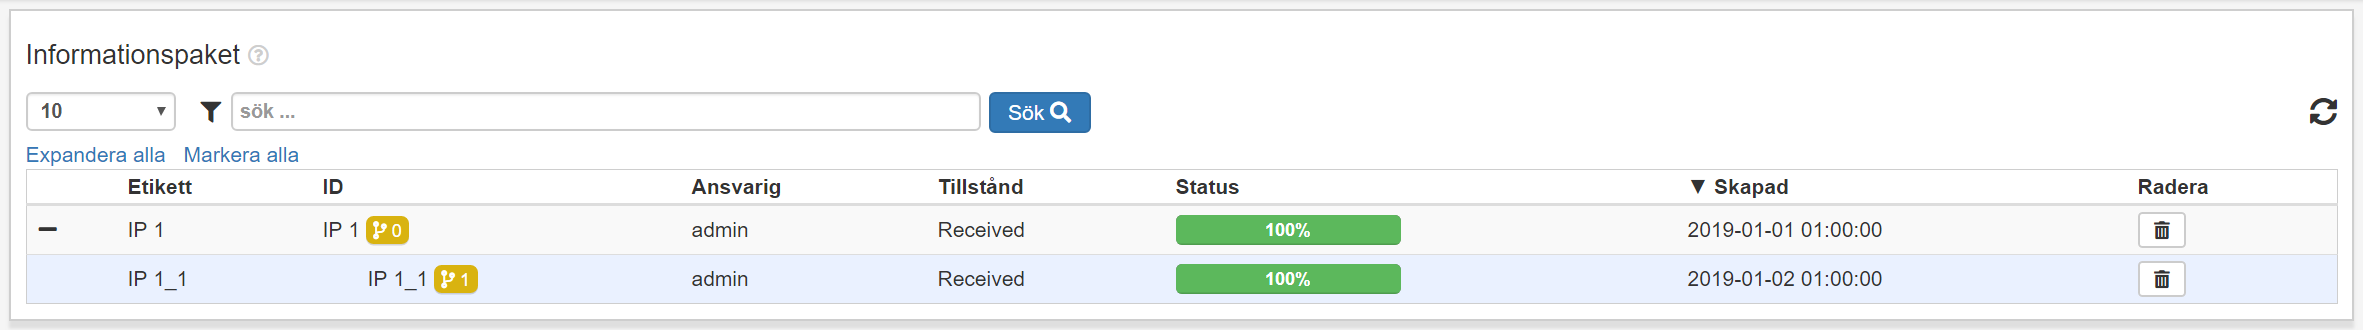 Informationspaket ?
10 ▼ sök ... Sök
Expandera alla Markera alla
Etikett ID Ansvarig Tillstånd Status ▼ Skapad Radera
IP 1 IP 1 0 admin Received 100% 2019-01-01 01:00:00
IP 1_1 IP 1_1 1 admin Received 100% 2019-01-02 01:00:00